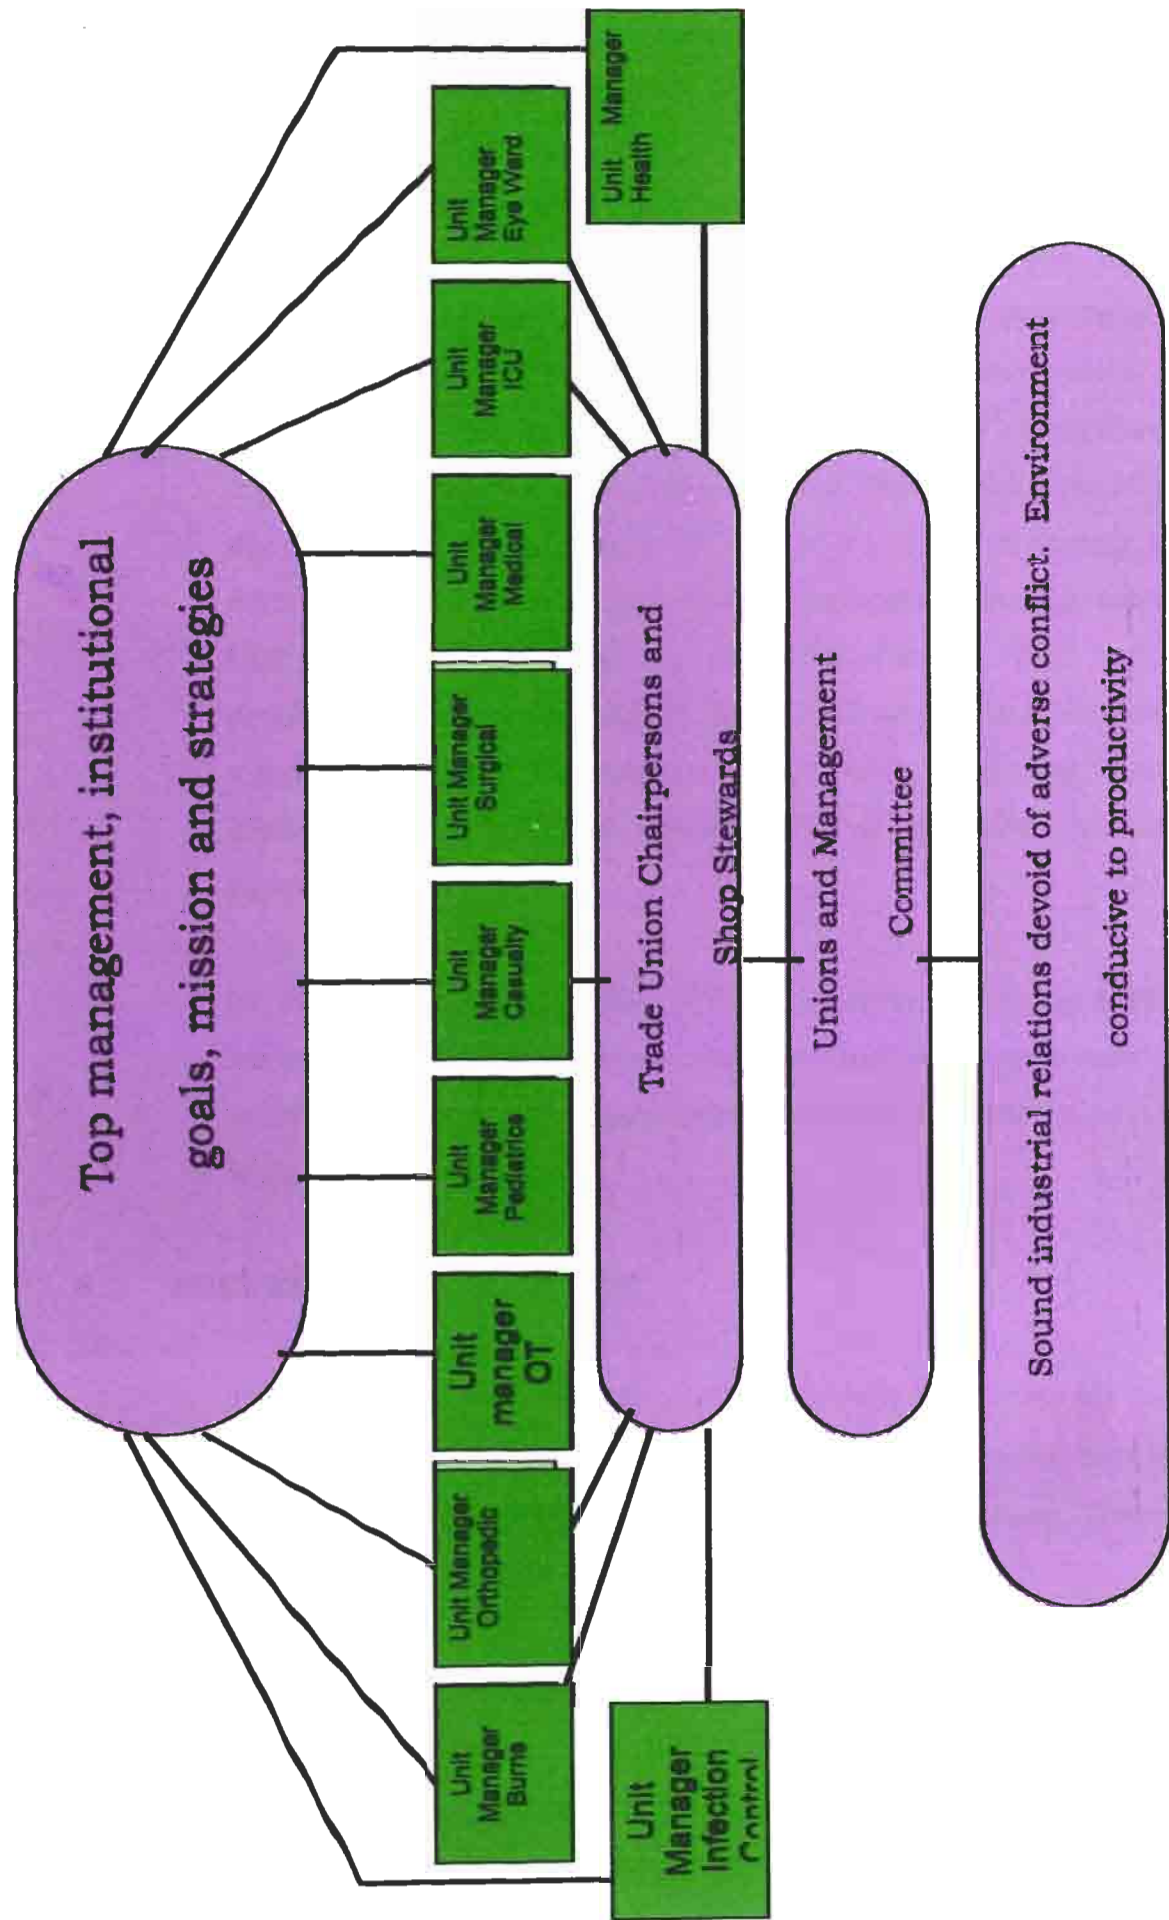 Top management, institutional
goals, mission and strategies
Unit
Manager
Burns
Unit Manager
Orthopedic
Unit
manager
OT
Unit
Manager
Pediatrics
Unit
Manager
Casualty
Unit Manager
Surgical
Unit
Manager
Medical
Unit
Manager
ICU
Unit
Manager
Eye Ward
Unit
Manager
Infection
Control
Unit Manager
Health
Trade Union Chairpersons and
Shop Stewards
Unions and Management
Committee
Sound industrial relations devoid of adverse conflict. Environment
conducive to productivity